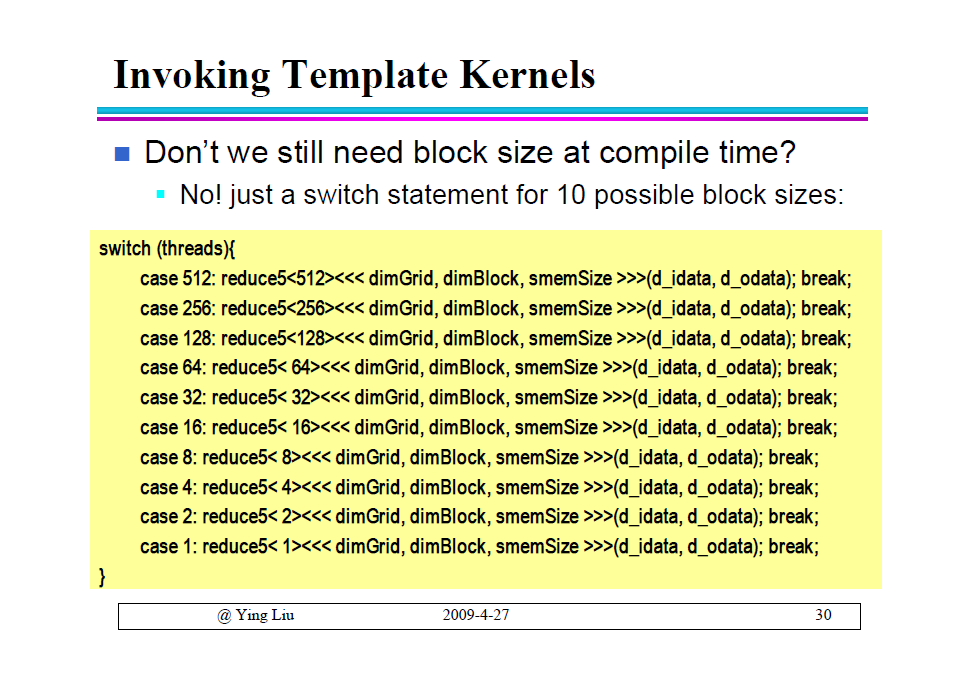 Invoking Template Kernels
Don't we still need block size at compile time?
No! just a switch statement for 10 possible block sizes:
switch (threads){
case 512: reduce5<512><<< dimGrid, dimBlock, smemSize >>>(d_idata, d_odata); break;
case 256: reduce5<256><<< dimGrid, dimBlock, smemSize >>>(d_idata, d_odata); break;
case 128: reduce5<128><<< dimGrid, dimBlock, smemSize >>>(d_idata, d_odata); break;
case 64: reduce5< 64><<< dimGrid, dimBlock, smemSize >>>(d_idata, d_odata); break;
case 32: reduce5< 32><<< dimGrid, dimBlock, smemSize >>>(d_idata, d_odata); break;
case 16: reduce5< 16><<< dimGrid, dimBlock, smemSize >>>(d_idata, d_odata); break;
case 8: reduce5< 8><<< dimGrid, dimBlock, smemSize >>>(d_idata, d_odata); break;
case 4: reduce5< 4><<< dimGrid, dimBlock, smemSize >>>(d_idata, d_odata); break;
case 2: reduce5< 2><<< dimGrid, dimBlock, smemSize >>>(d_idata, d_odata); break;
case 1: reduce5< 1><<< dimGrid, dimBlock, smemSize >>>(d_idata, d_odata); break;
}
@ Ying Liu 2009-4-27 30